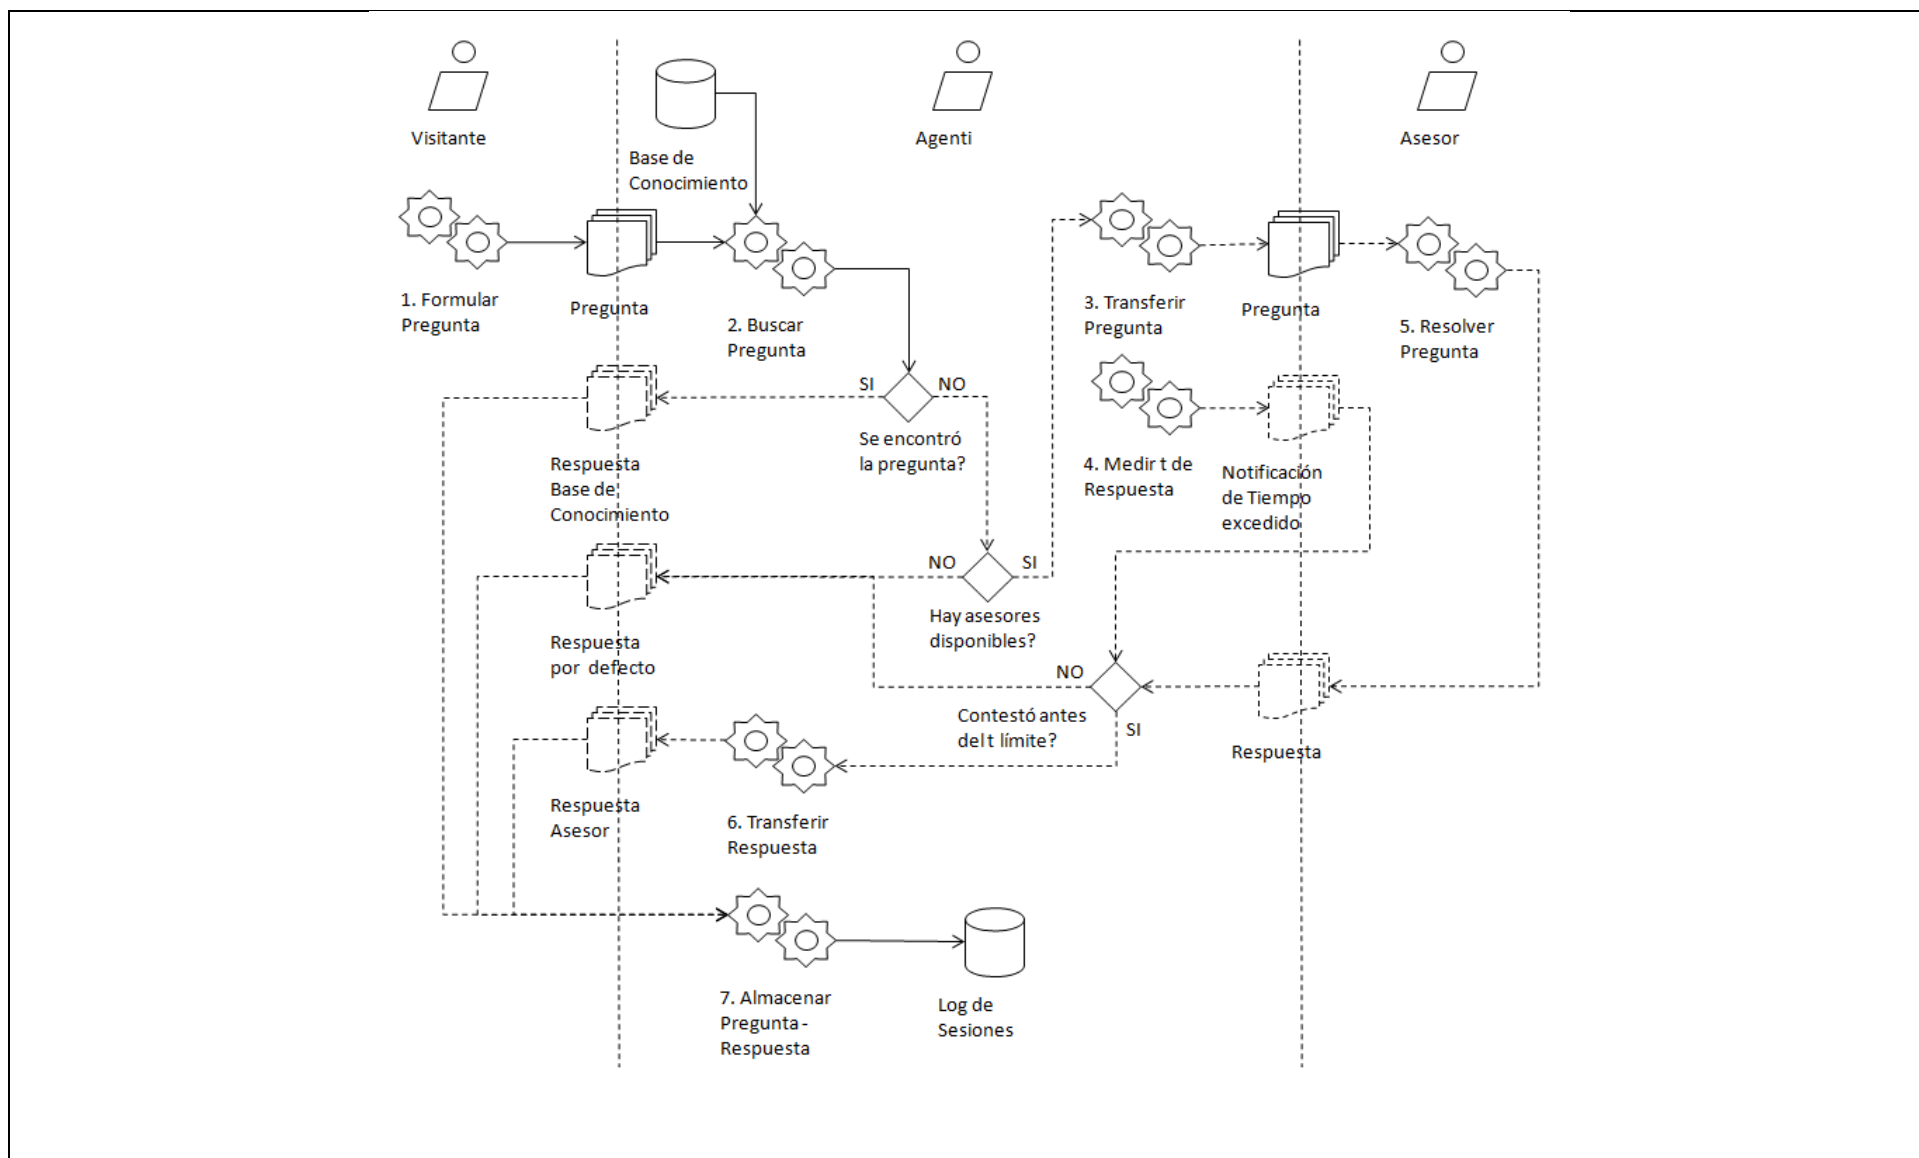 Visitante
Agenti
Asesor
Base de
Conocimiento
1. Formular
Pregunta
Pregunta
2. Buscar
Pregunta
3. Transferir
Pregunta
Pregunta
5. Resolver
Pregunta
SI
NO
Se encontró
la pregunta?
Respuesta
Base de
Conocimiento
4. Medir t de
Respuesta
Notificación
de Tiempo
excedido
NO
SI
Hay asesores
disponibles?
Respuesta
por defecto
NO
Contestó antes
del t límite?
SI
Respuesta
Respuesta
Asesor
6. Transferir
Respuesta
7. Almacenar
Pregunta -
Respuesta
Log de
Sesiones